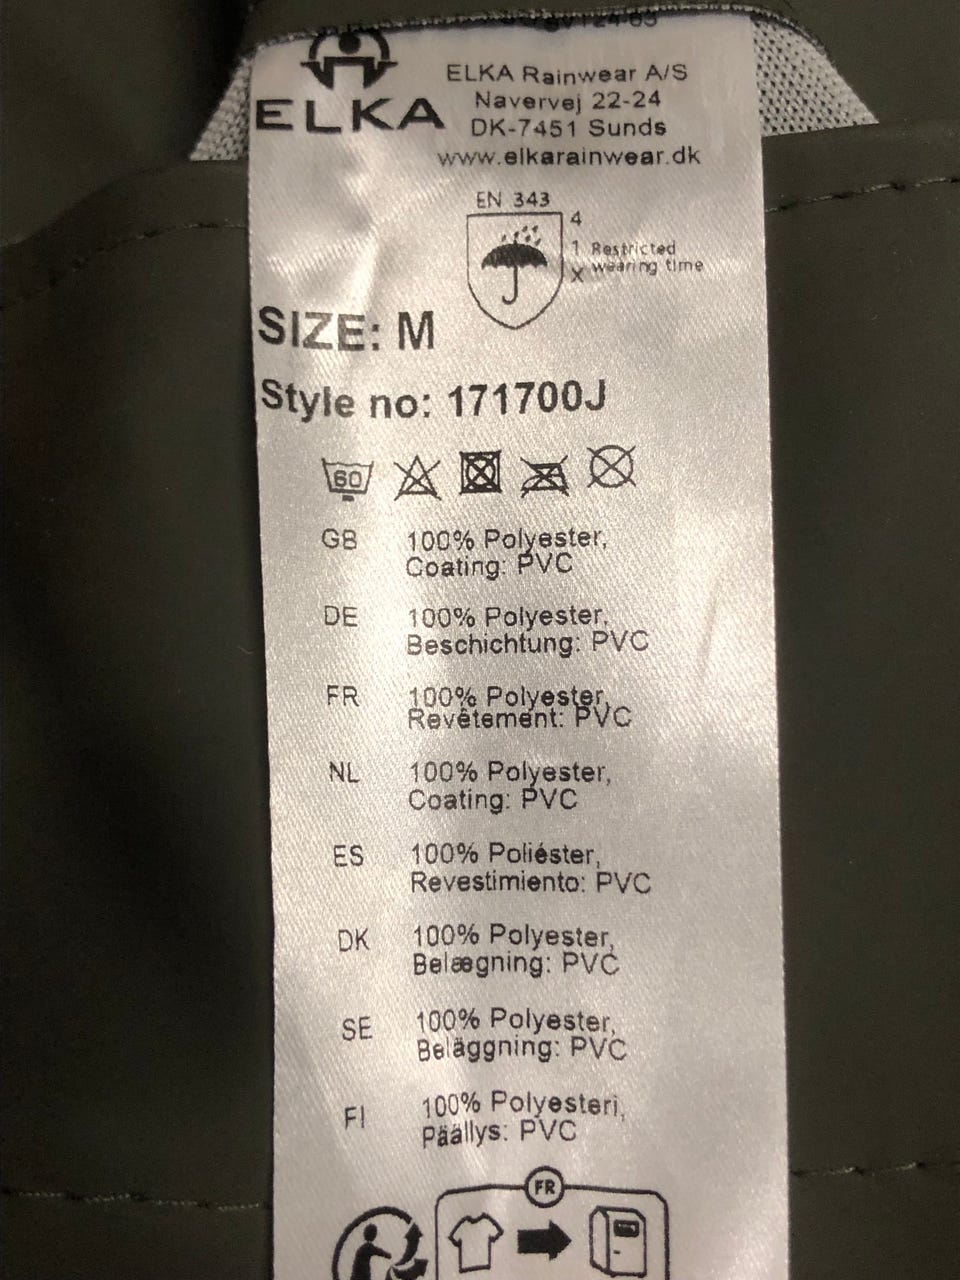 ELKA
ELKA Rainwear A/S
Navervej 22-24
DK-7451 Sunds
www.elkarainwear.dk
EN 343
4
1 Restricted
X wearing time
SIZE: M
Style no: 171700J
60
GB 100% Polyester,
Coating: PVC
DE 100% Polyester,
Beschichtung: PVC
FR 100% Polyester,
Revêtement: PVC
NL 100% Polyester,
Coating: PVC
ES 100% Poliéster,
Revestimiento: PVC
DK 100% Polyester,
Belægning: PVC
SE 100% Polyester,
Beläggning: PVC
FI 100% Polyesteri,
Päällys: PVC
FR